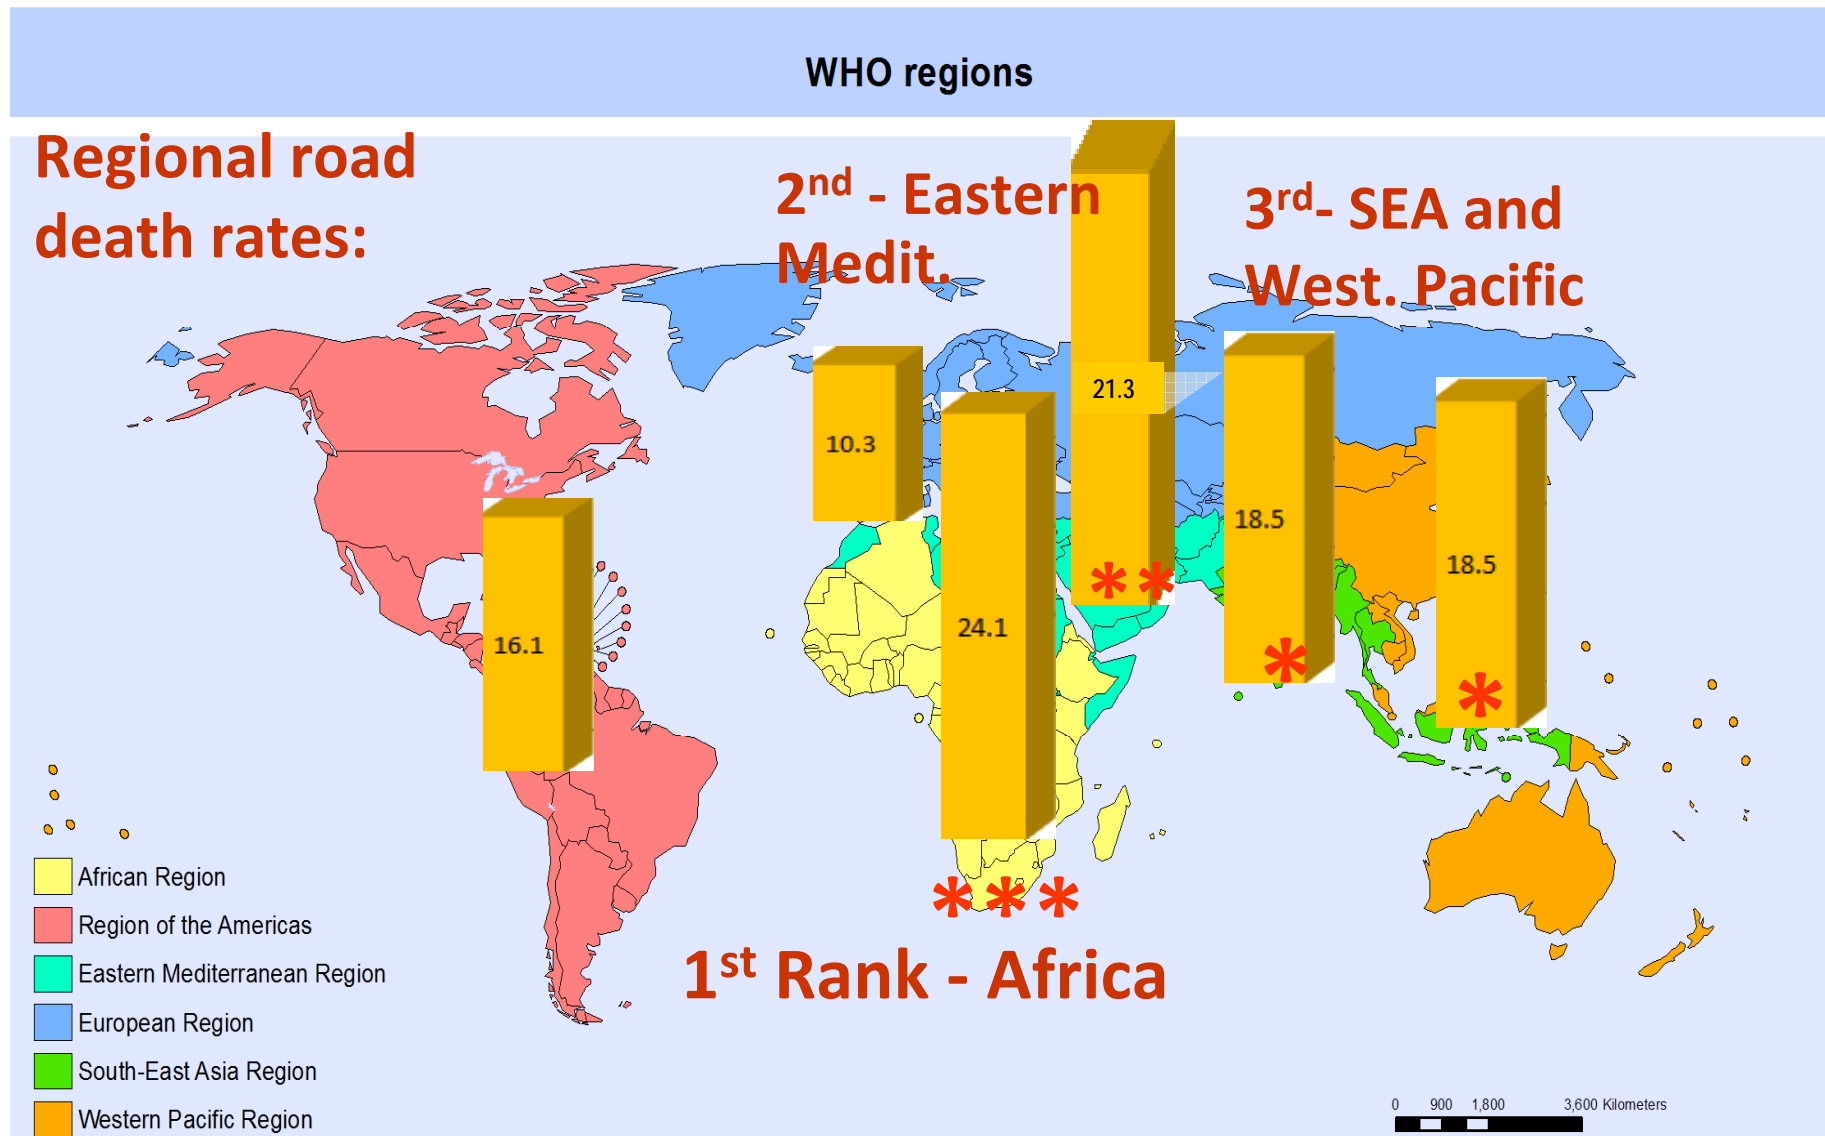 WHO regions
Regional road
death rates:
2nd - Eastern
Medit.
3rd- SEA and
West. Pacific
21.3
10.3
18.5
18.5
24.1
16.1
* *
*
*
* * *
1st Rank - Africa
African Region
Region of the Americas
Eastern Mediterranean Region
European Region
South-East Asia Region
Western Pacific Region
0 900 1,800 3,600 Kilometers